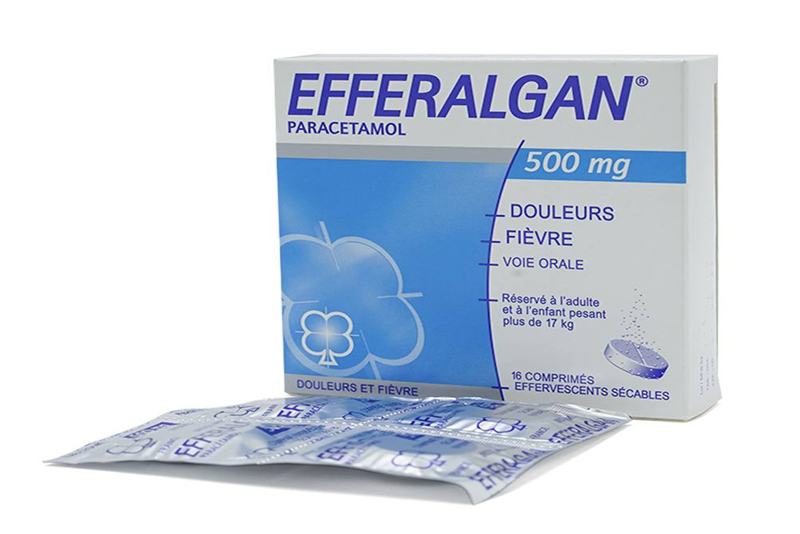 EFFERALGAN®
PARACETAMOL
500 mg
DOULEURS
FIÈVRE
VOIE ORALE
Réservé à l'adulte
et à l'enfant pesant
plus de 17 kg
16 COMPRIMÉS
EFFERVESCENTS SÉCABLES
DOULEURS ET FIÈVRE
EFFERALGAN
EFFERALGAN